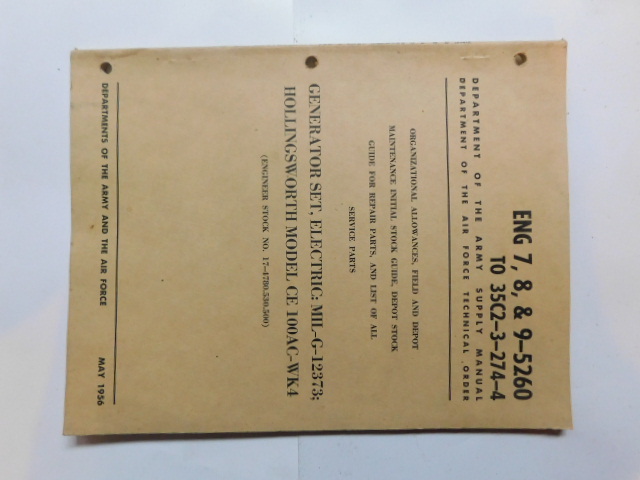 ENG 7, 8, & 9–5260
TO 35C2–3–274–4
DEPARTMENT OF THE ARMY SUPPLY MANUAL
DEPARTMENT OF THE AIR FORCE TECHNICAL ORDER
ORGANIZATIONAL ALLOWANCES, FIELD AND DEPOT
MAINTENANCE INITIAL STOCK GUIDE, DEPOT STOCK
GUIDE FOR REPAIR PARTS, AND LIST OF ALL
SERVICE PARTS
GENERATOR SET, ELECTRIC: MIL–G–12373;
HOLLINGSWORTH MODEL CE 100AC–WK4
(ENGINEER STOCK NO. 17–4780.530.500)
DEPARTMENTS OF THE ARMY AND THE AIR FORCE
MAY 1956